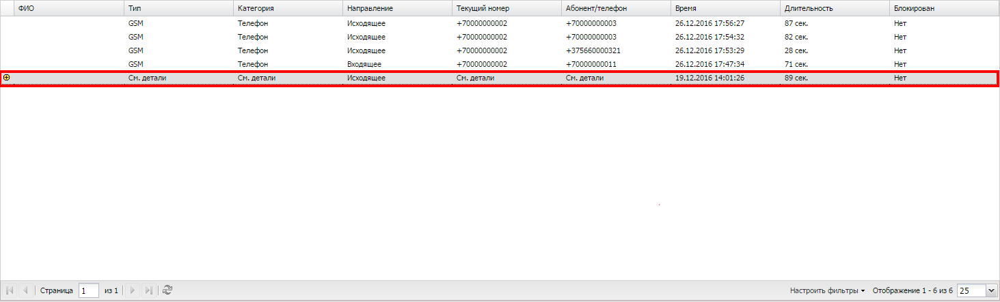 ФИО Тип Категория Направление Текущий номер Абонент/телефон Время Длительность Блокирован
GSM Телефон Исходящее +70000000002 +70000000003 26.12.2016 17:56:27 87 сек. Нет
GSM Телефон Исходящее +70000000002 +70000000003 26.12.2016 17:54:32 82 сек. Нет
GSM Телефон Исходящее +70000000002 +375660000321 26.12.2016 17:53:29 28 сек. Нет
GSM Телефон Входящее +70000000002 +70000000011 26.12.2016 17:47:34 71 сек. Нет
См. детали См. детали Исходящее См. детали См. детали 19.12.2016 14:01:26 89 сек. Нет
Страница 1 из 1 Настроить фильтры Отображение 1 - 6 из 6 25